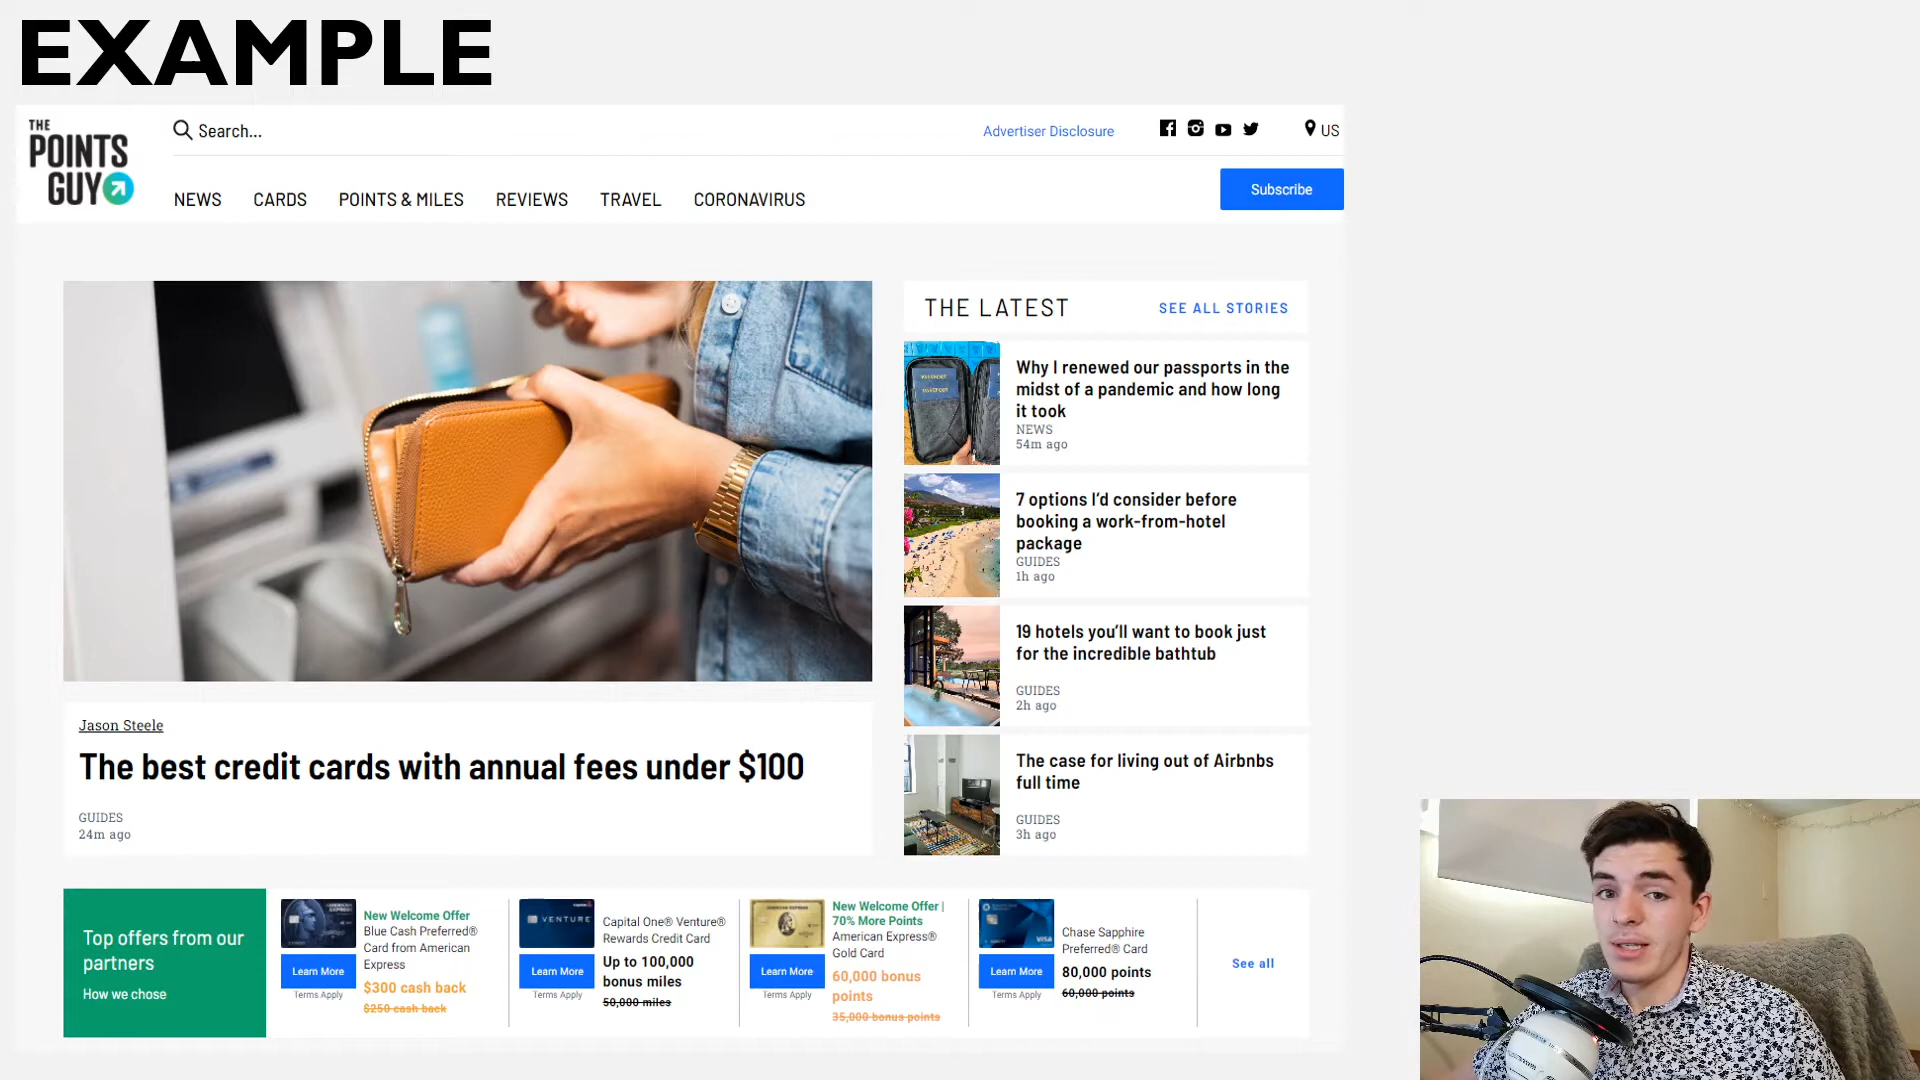 EXAMPLE
THE
POINTS
GUY
Search...
Advertiser Disclosure
US
NEWS CARDS POINTS & MILES REVIEWS TRAVEL CORONAVIRUS
Subscribe
Jason Steele
The best credit cards with annual fees under $100
GUIDES
24m ago
THE LATEST
SEE ALL STORIES
Why I renewed our passports in the
midst of a pandemic and how long
it took
NEWS
54m ago
7 options I'd consider before
booking a work-from-hotel
package
GUIDES
1h ago
19 hotels you'll want to book just
for the incredible bathtub
GUIDES
2h ago
The case for living out of Airbnbs
full time
GUIDES
3h ago
Top offers from our
partners
How we chose
Learn More
Terms Apply
New Welcome Offer
Blue Cash Preferred®
Card from American
Express
$300 cash back
$250 cash back
VENTURE
Learn More
Terms Apply
Capital One® Venture®
Rewards Credit Card
Up to 100,000
bonus miles
50,000 miles
Learn More
Terms Apply
New Welcome Offer |
70% More Points
American Express®
Gold Card
60,000 bonus
points
35,000 bonus points
VISA
Learn More
Terms Apply
Chase Sapphire
Preferred® Card
80,000 points
60,000 points
See all